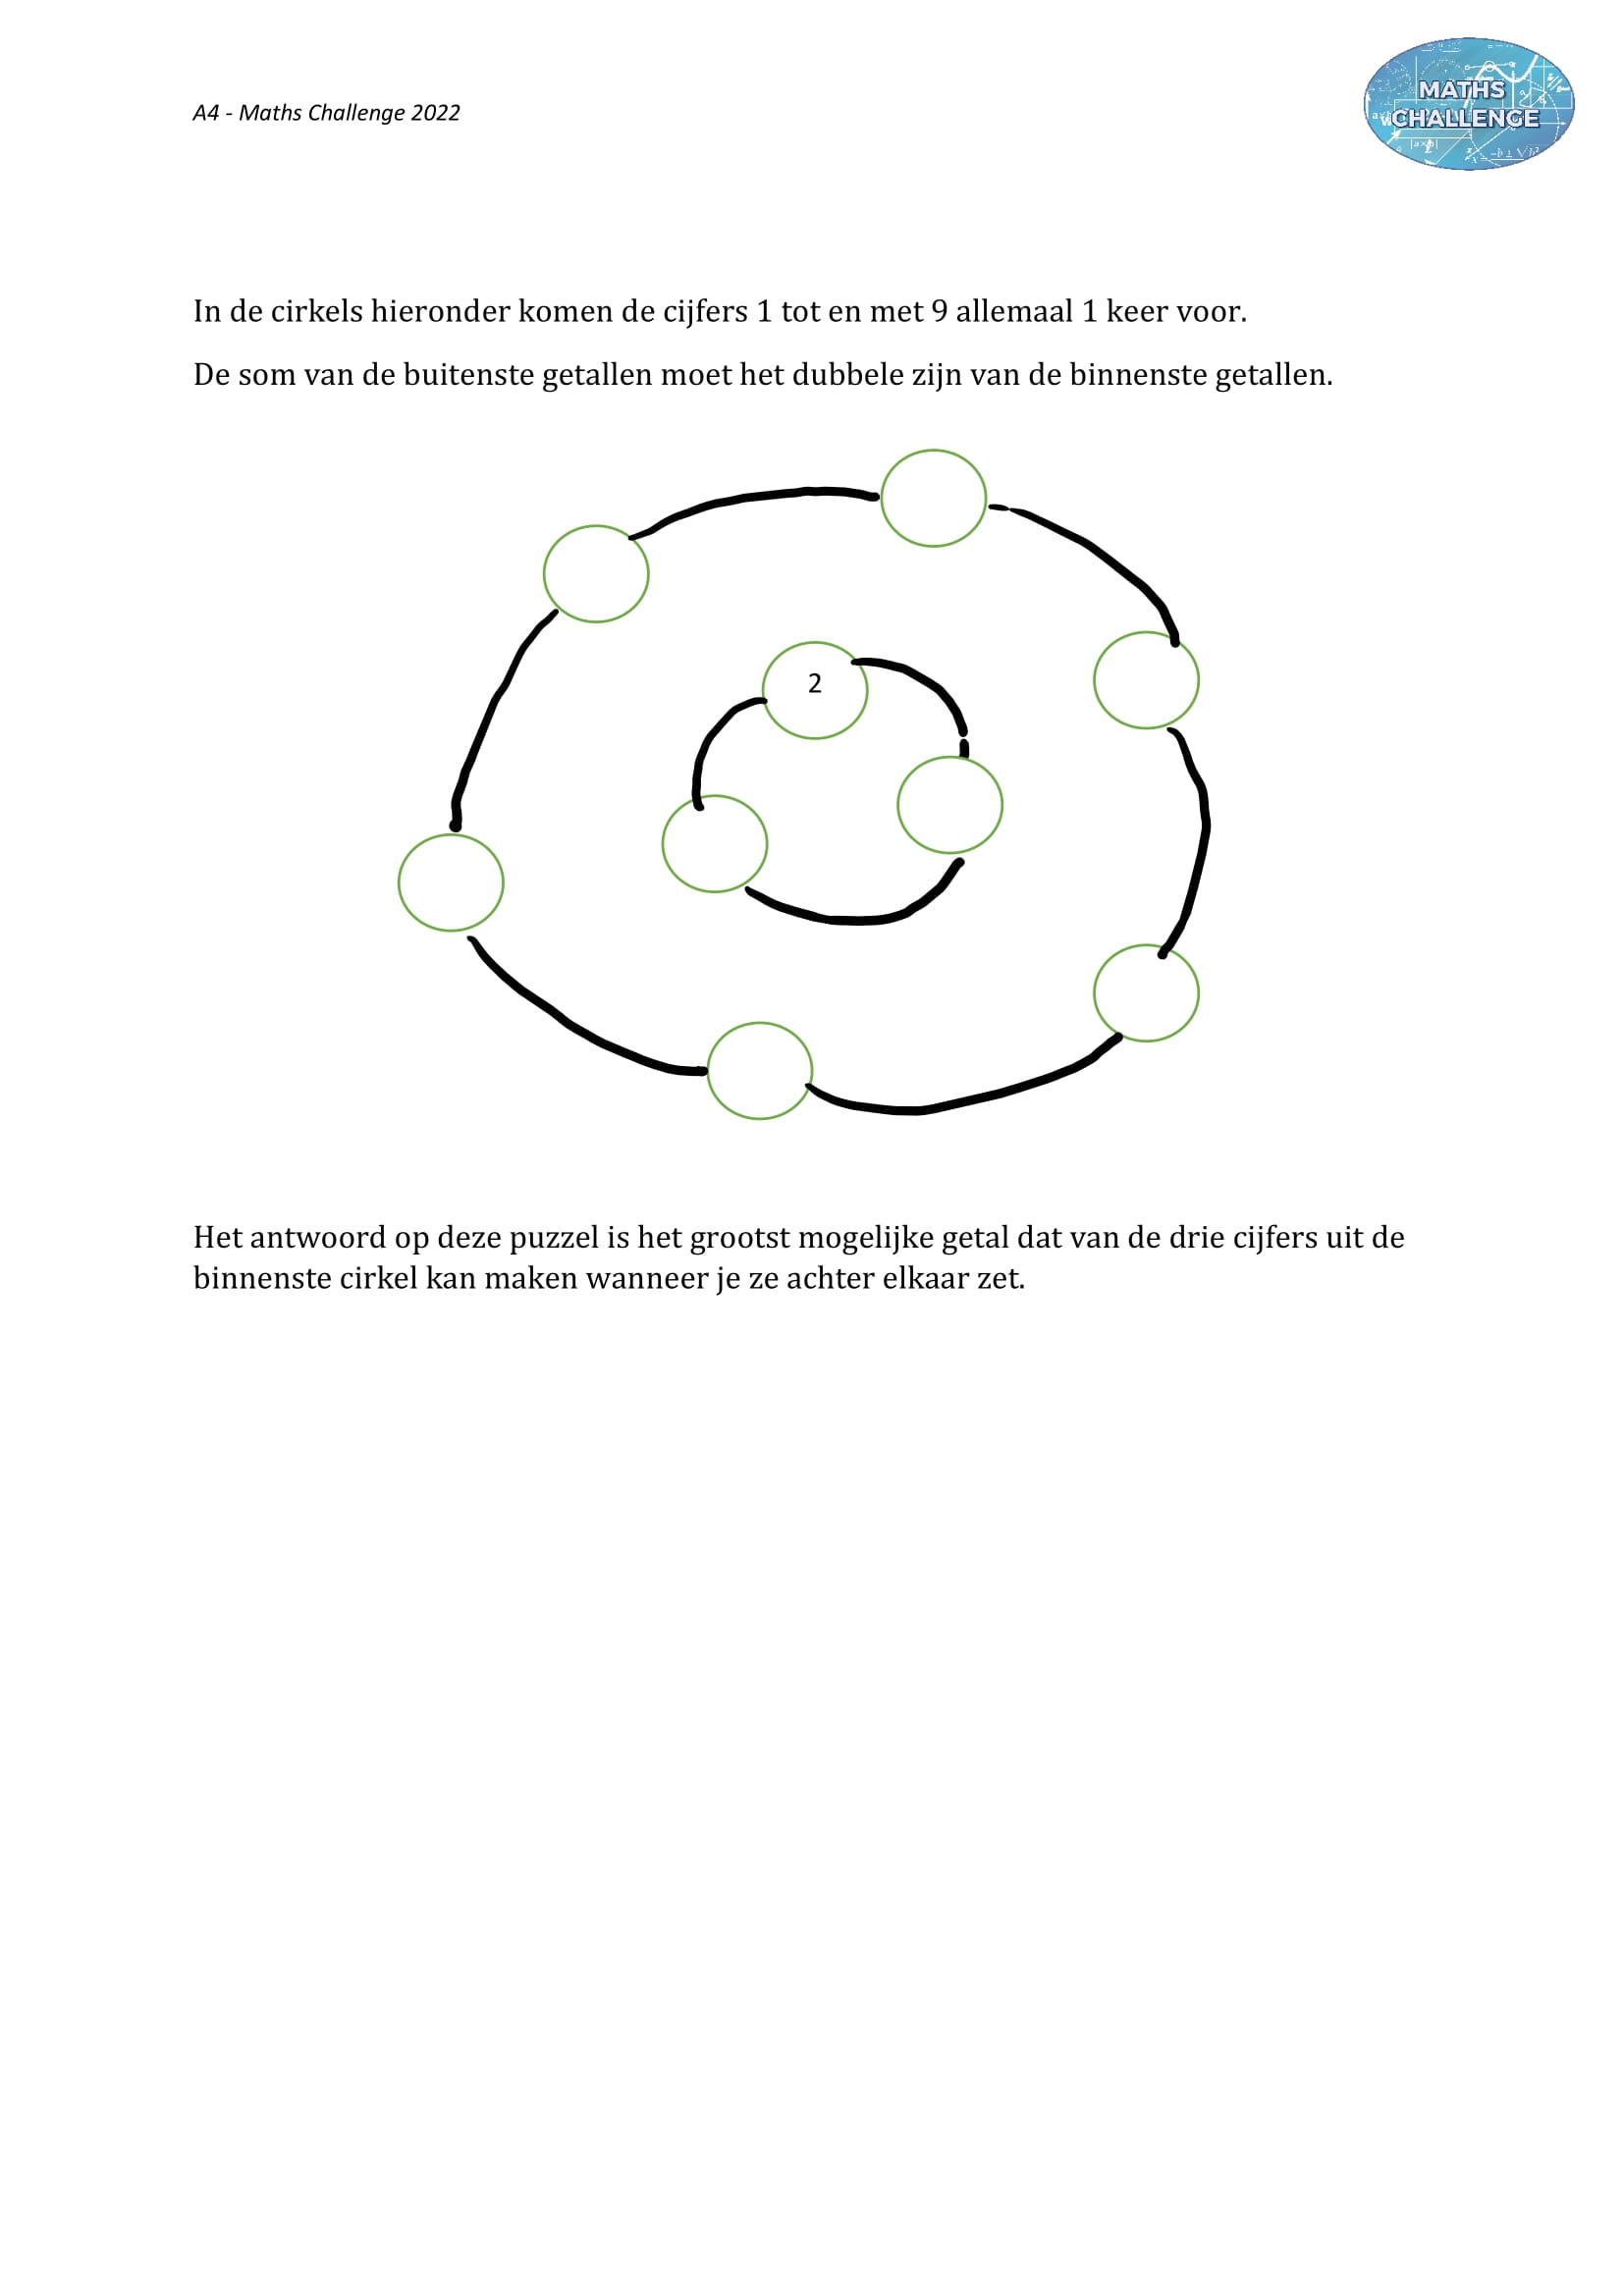 A4 - Maths Challenge 2022
MATHS
CHALLENGE
In de cirkels hieronder komen de cijfers 1 tot en met 9 allemaal 1 keer voor.
De som van de buitenste getallen moet het dubbele zijn van de binnenste getallen.
2
Het antwoord op deze puzzel is het grootst mogelijke getal dat van de drie cijfers uit de
binnenste cirkel kan maken wanneer je ze achter elkaar zet.